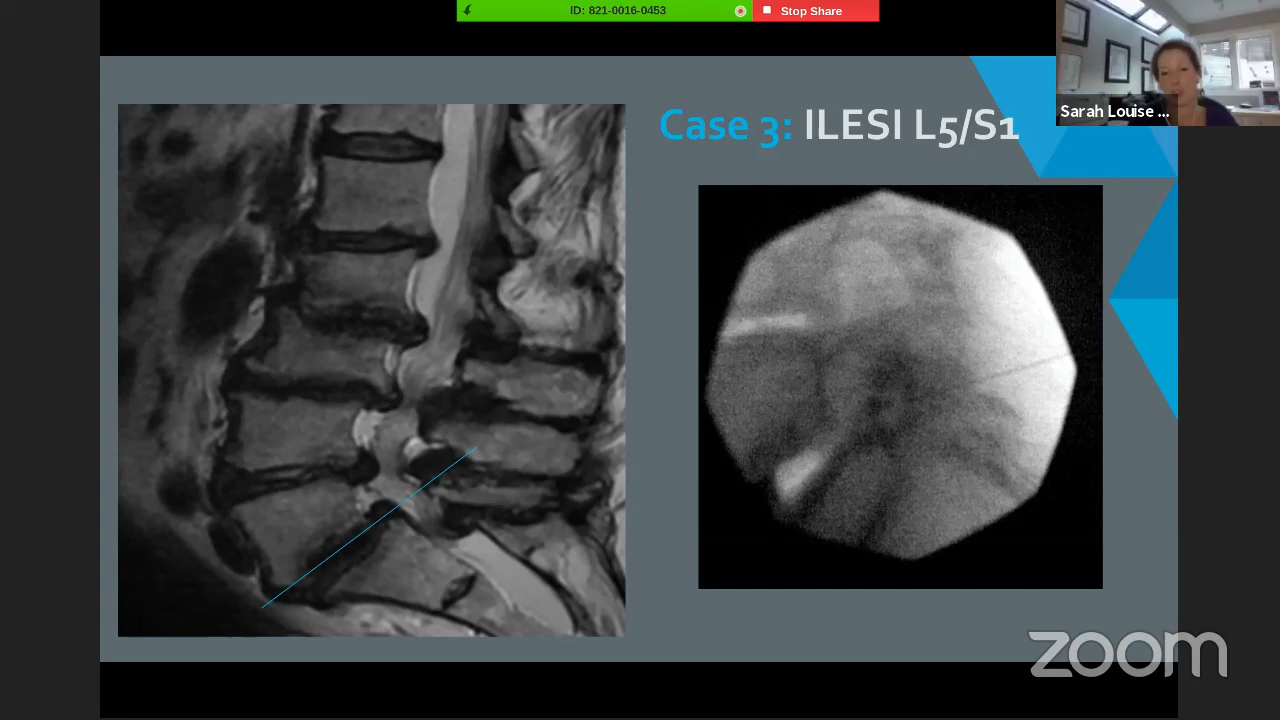 ID: 821-0016-0453
Stop Share
Sarah Louise ...
Case 3: ILESI L5/S1
zoom